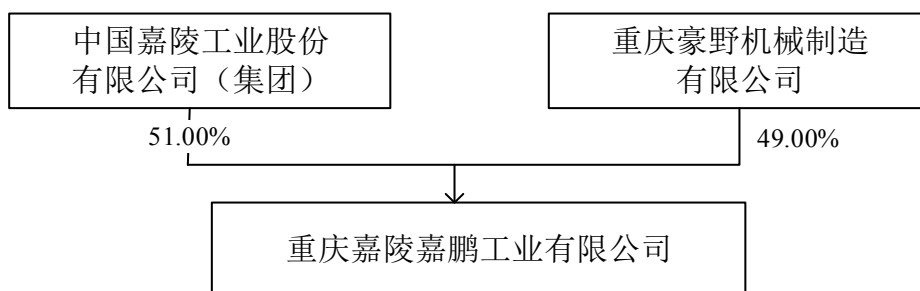 中国嘉陵工业股份
有限公司（集团）
重庆豪野机械制造
有限公司
51.00%
49.00%
重庆嘉陵嘉鹏工业有限公司